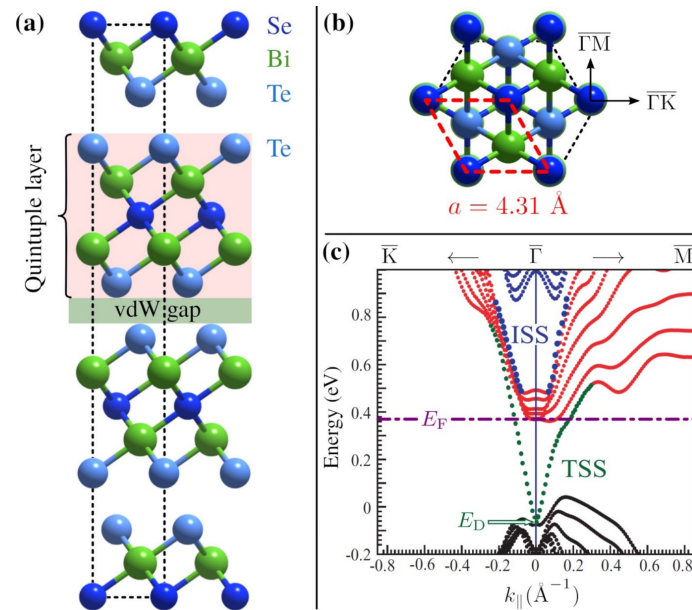 (a)
Se
Bi
Te
Te
Quintuple layer
vdW gap
(b)
ΓM
ΓK
a = 4.31 Å
(c)
K ← Γ → M
Energy (eV)
0.8
0.6
0.4
0.2
0
-0.2
ISS
E_F
TSS
E_D
-0.8 -0.6 -0.4 -0.2 0 0.2 0.4 0.6 0.8
k_∥(Å⁻¹)